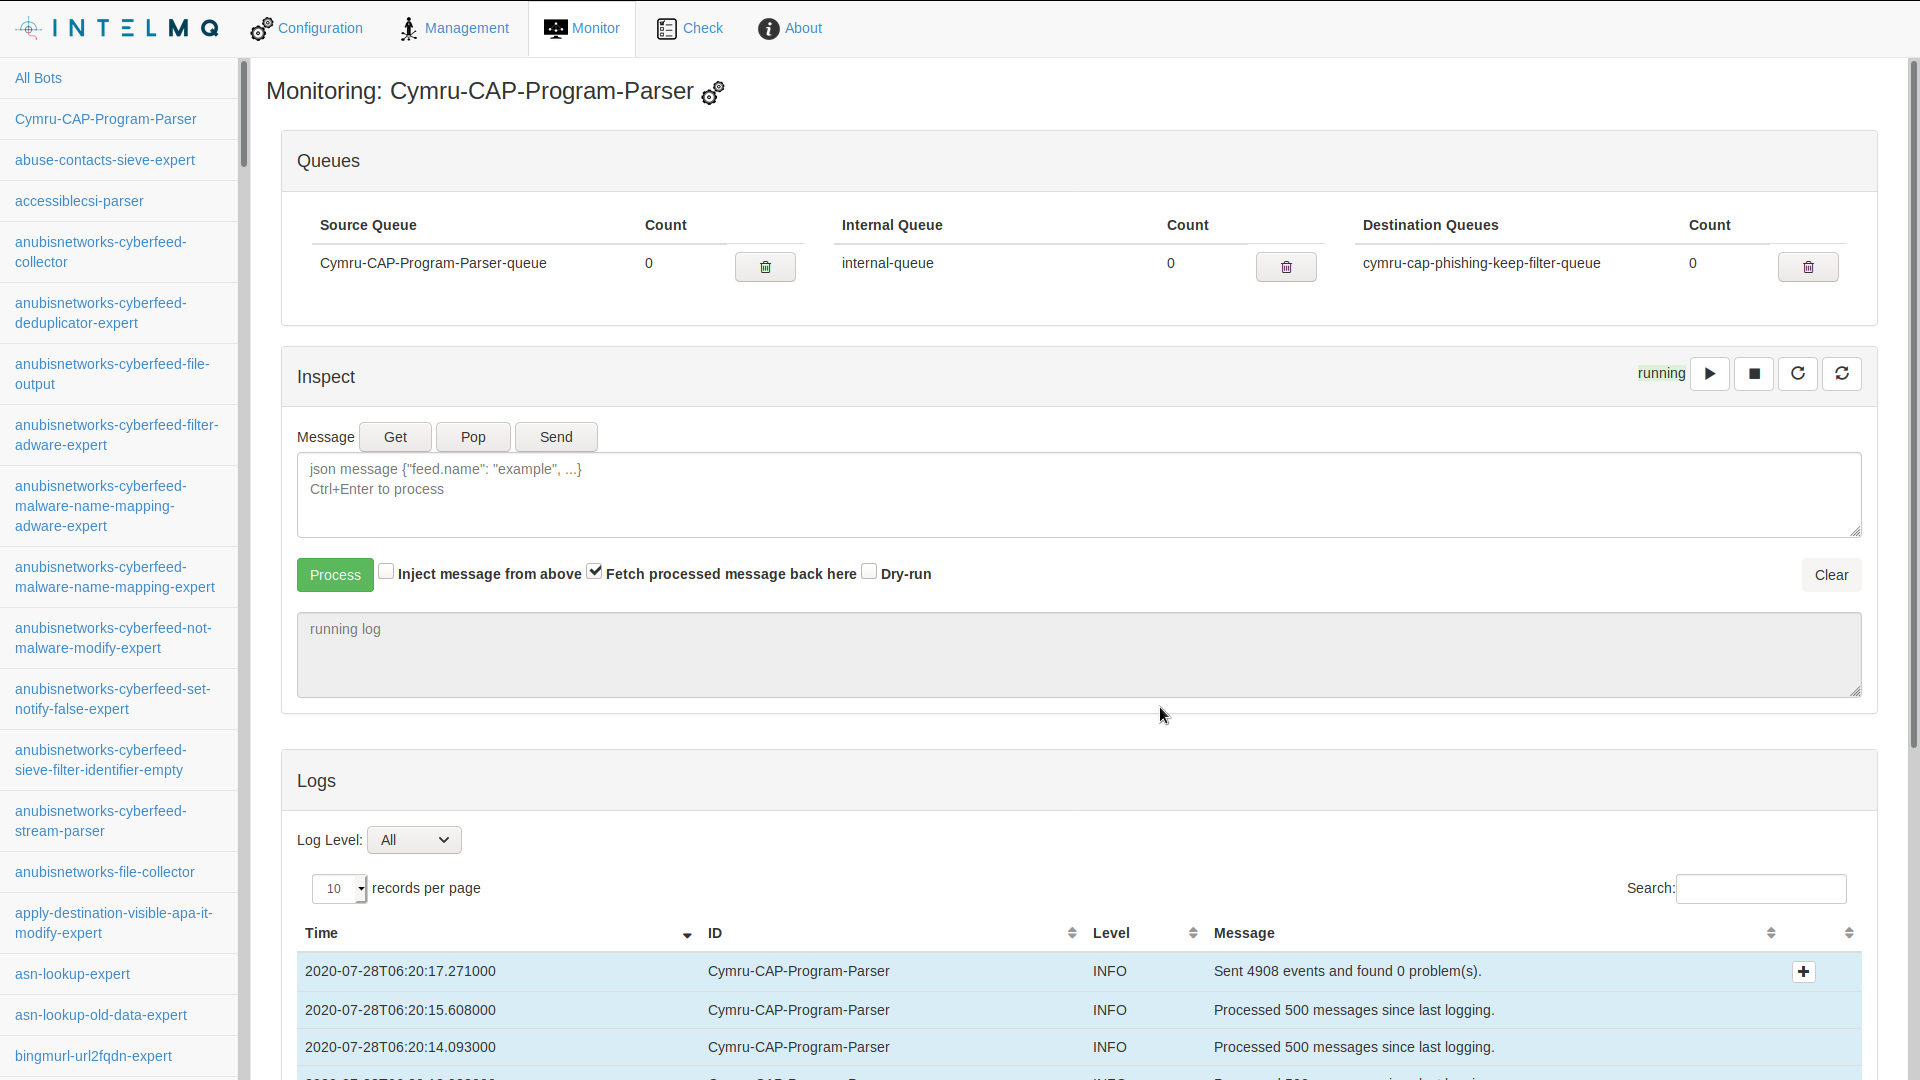 INTELMQ
Configuration
Management
Monitor
Check
About
All Bots
Cymru-CAP-Program-Parser
abuse-contacts-sieve-expert
accessiblecsi-parser
anubisnetworks-cyberfeed-
collector
anubisnetworks-cyberfeed-
deduplicator-expert
anubisnetworks-cyberfeed-file-
output
anubisnetworks-cyberfeed-filter-
adware-expert
anubisnetworks-cyberfeed-
malware-name-mapping-
adware-expert
anubisnetworks-cyberfeed-
malware-name-mapping-expert
anubisnetworks-cyberfeed-not-
malware-modify-expert
anubisnetworks-cyberfeed-set-
notify-false-expert
anubisnetworks-cyberfeed-
sieve-filter-identifier-empty
anubisnetworks-cyberfeed-
stream-parser
anubisnetworks-file-collector
apply-destination-visible-apa-it-
modify-expert
asn-lookup-expert
asn-lookup-old-data-expert
bingmurl-url2fqdn-expert
Monitoring: Cymru-CAP-Program-Parser
Queues
Source Queue Count Internal Queue Count Destination Queues Count
Cymru-CAP-Program-Parser-queue 0 internal-queue 0 cymru-cap-phishing-keep-filter-queue 0
Inspect running
Message Get Pop Send
json message {"feed.name": "example", ...}
Ctrl+Enter to process
Process Inject message from above Fetch processed message back here Dry-run Clear
running log
Logs
Log Level: All
10 records per page Search:
Time ID Level Message
2020-07-28T06:20:17.271000 Cymru-CAP-Program-Parser INFO Sent 4908 events and found 0 problem(s).
2020-07-28T06:20:15.608000 Cymru-CAP-Program-Parser INFO Processed 500 messages since last logging.
2020-07-28T06:20:14.093000 Cymru-CAP-Program-Parser INFO Processed 500 messages since last logging.